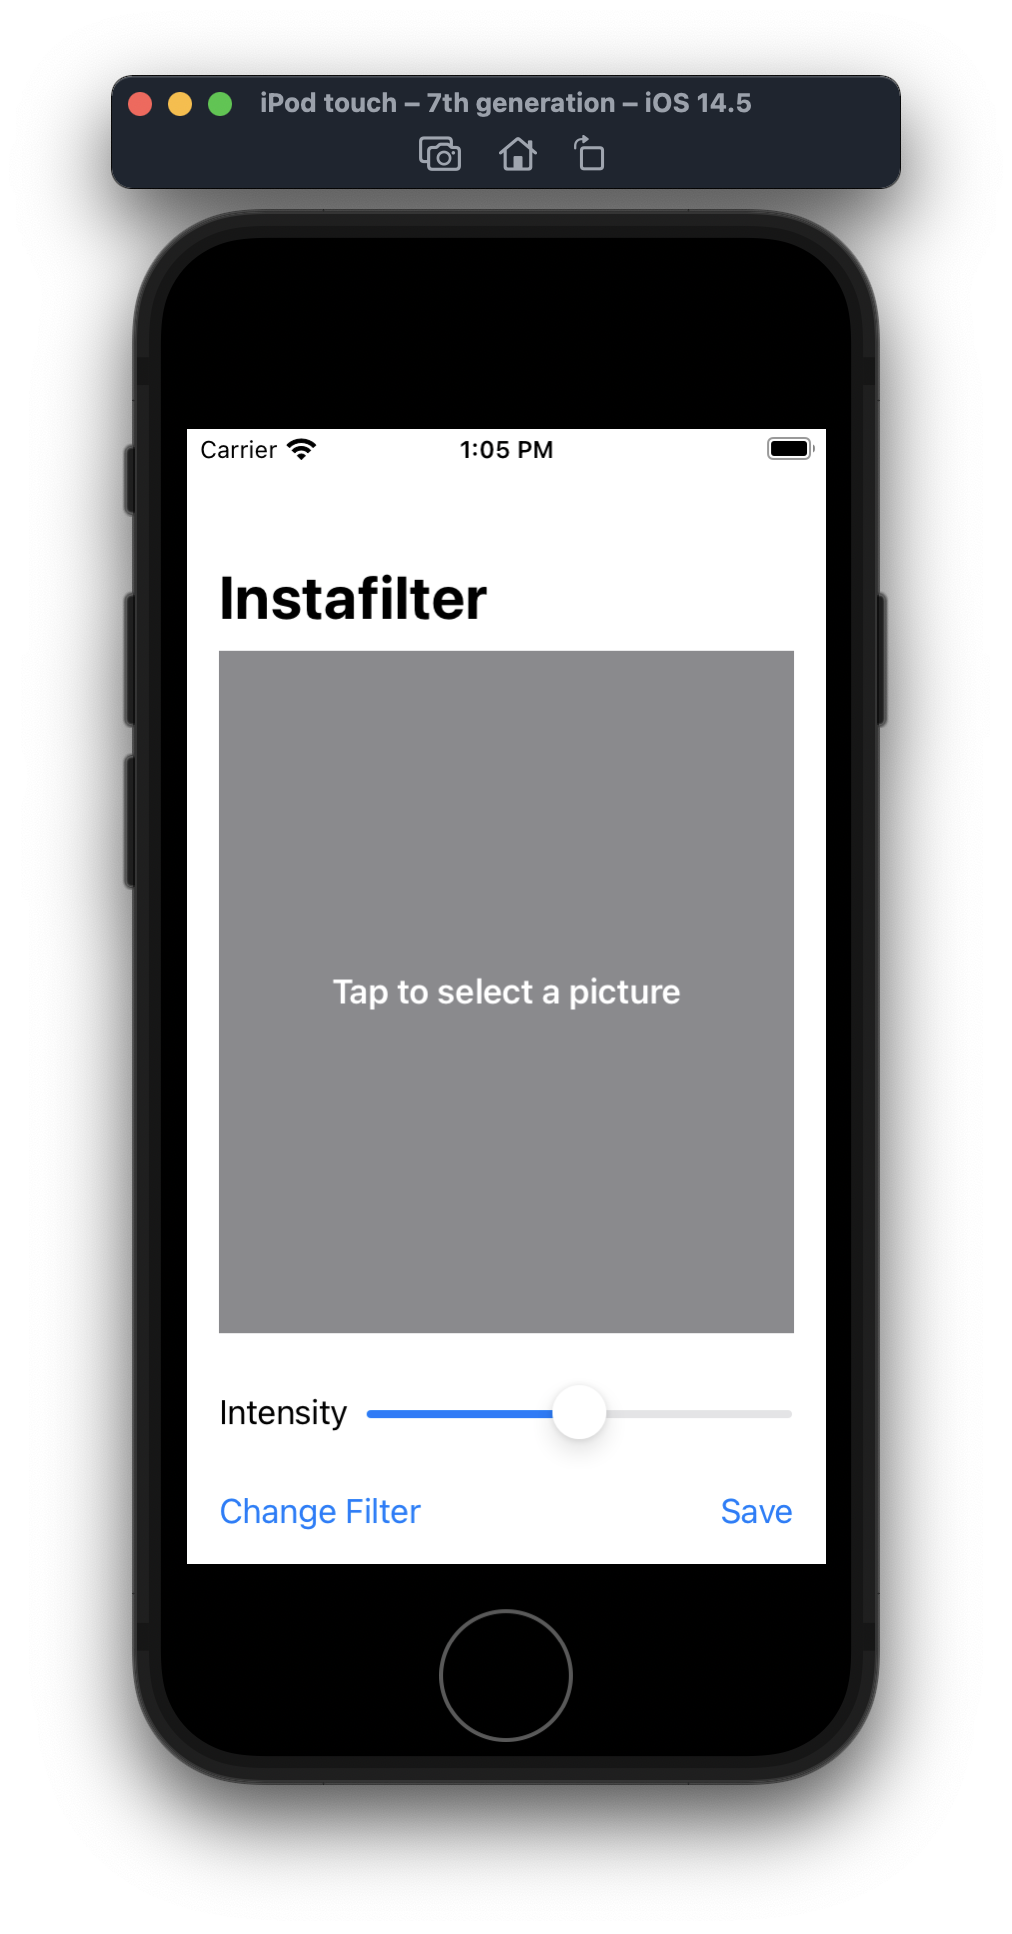 iPod touch – 7th generation – iOS 14.5
Carrier 1:05 PM
Instafilter
Tap to select a picture
Intensity
Change Filter Save